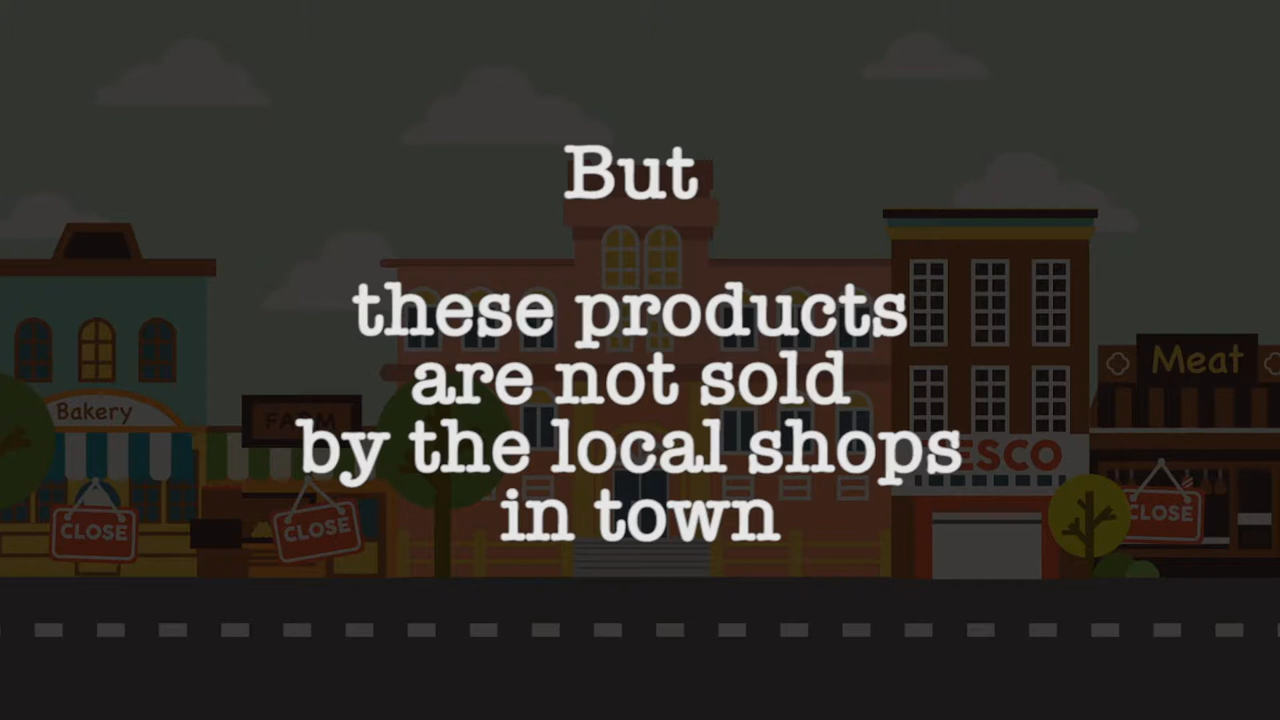 But
these products
are not sold
by the local shops
in town
Bakery
FARM
Meat
ESCO
CLOSE
CLOSE
CLOSE